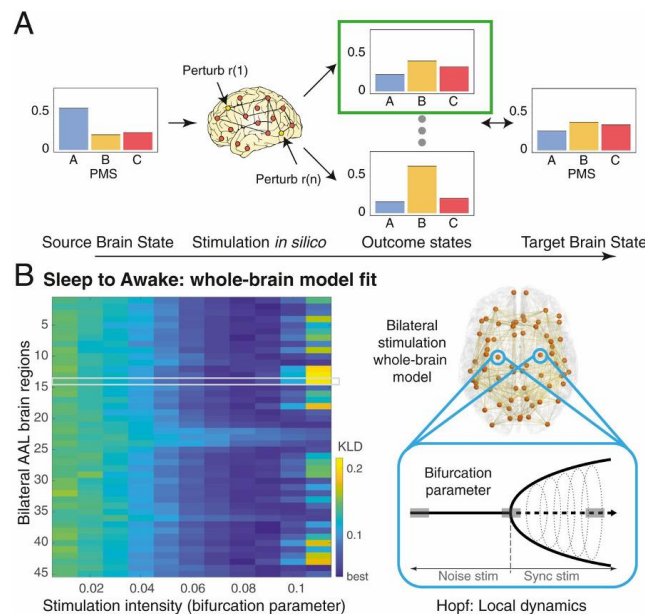 A
Perturb r(1)
0.5
0
A B C
PMS
Perturb r(n)
0.5
0
A B C
0.5
0
A B C
0.5
0
A B C
PMS
Source Brain State
Stimulation in silico
Outcome states
Target Brain State
B Sleep to Awake: whole-brain model fit
Bilateral AAL brain regions
5
10
15
20
25
30
35
40
45
0.02 0.04 0.06 0.08 0.1
Stimulation intensity (bifurcation parameter)
KLD
0.2
0.1
best
Bilateral
stimulation
whole-brain
model
Bifurcation
parameter
Noise stim
Sync stim
Hopf: Local dynamics